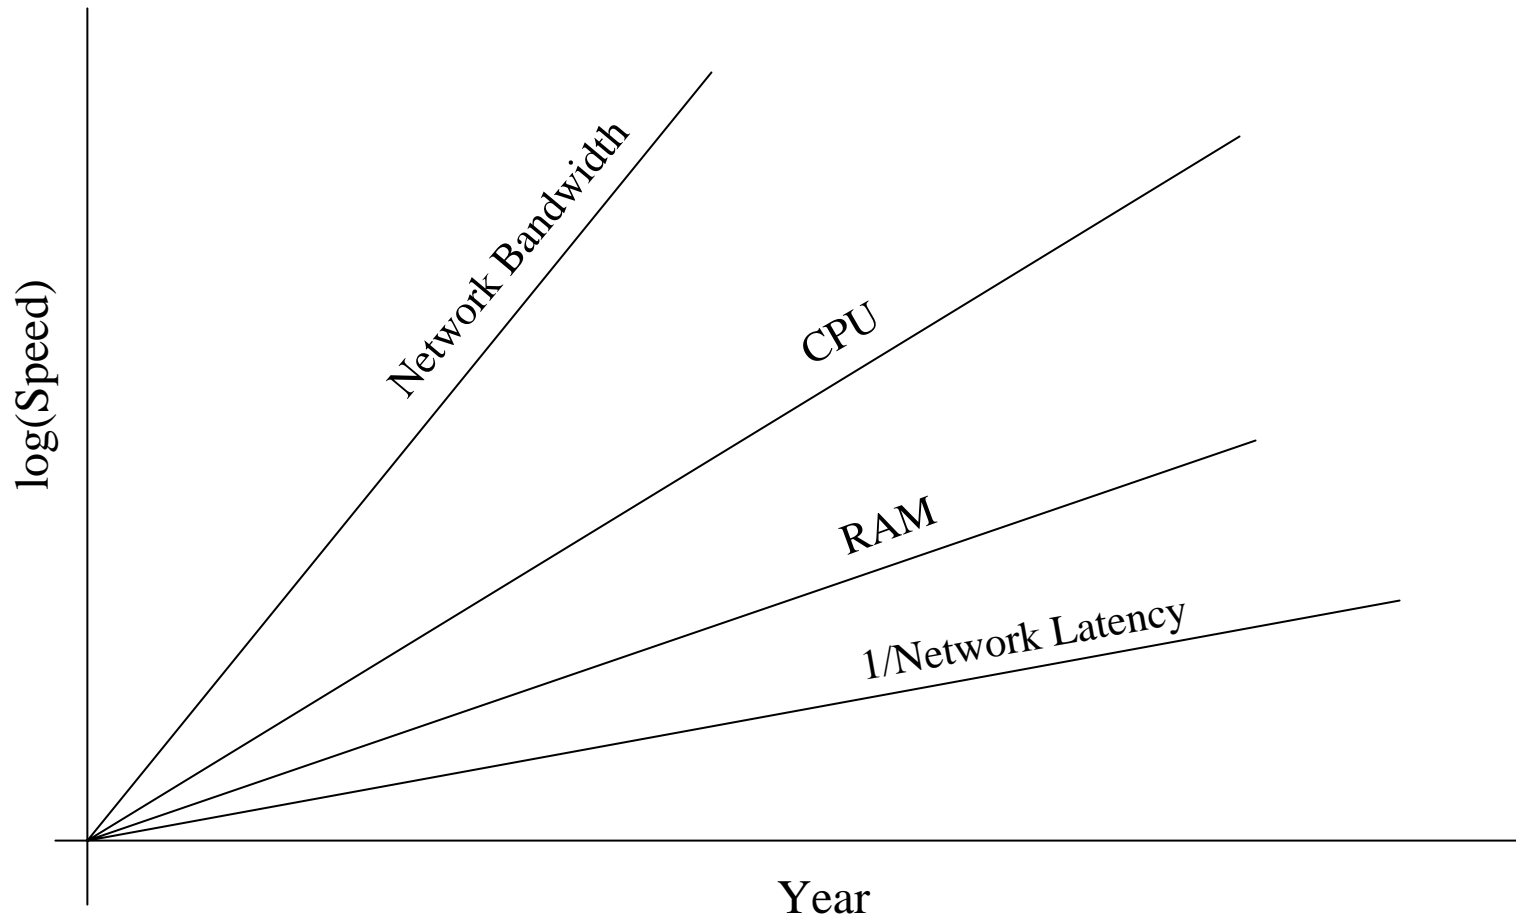 Network Bandwidth
CPU
log(Speed)
RAM
1/Network Latency
Year